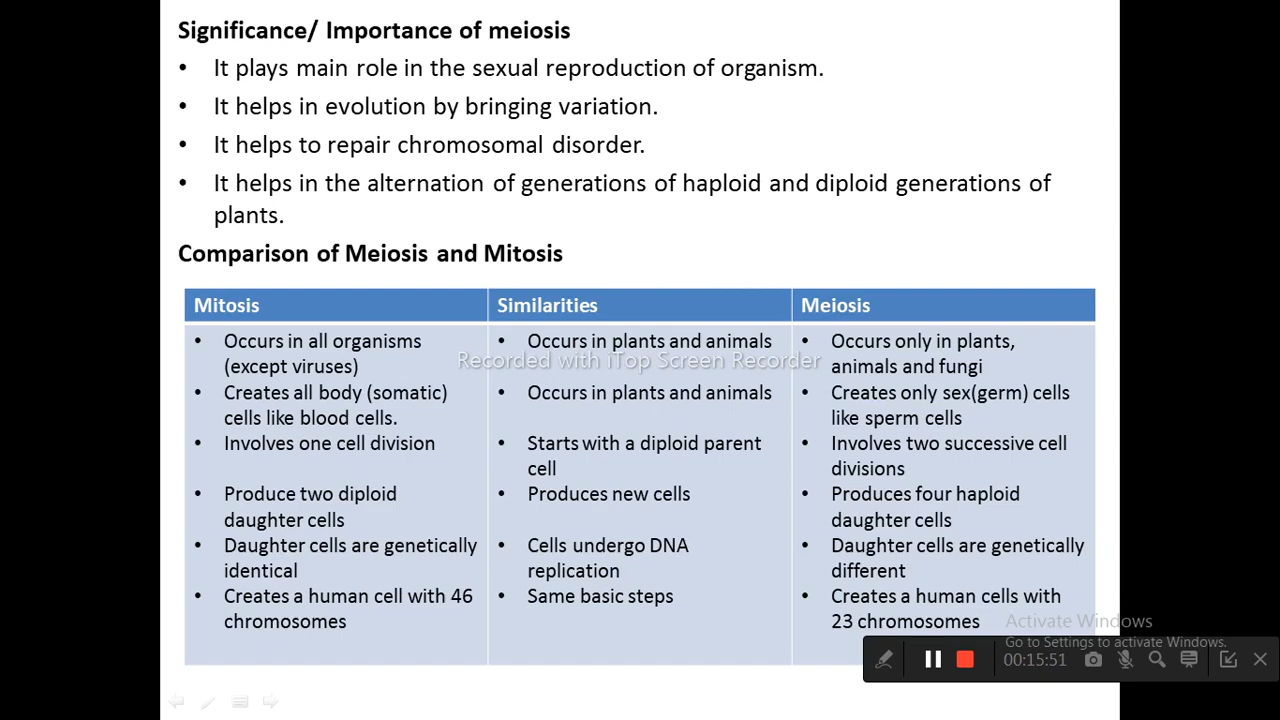 Significance/ Importance of meiosis
• It plays main role in the sexual reproduction of organism.
• It helps in evolution by bringing variation.
• It helps to repair chromosomal disorder.
• It helps in the alternation of generations of haploid and diploid generations of
plants.
Comparison of Meiosis and Mitosis
Mitosis
• Occurs in all organisms
(except viruses)
• Creates all body (somatic)
cells like blood cells.
• Involves one cell division
• Produce two diploid
daughter cells
• Daughter cells are genetically
identical
• Creates a human cell with 46
chromosomes
Similarities
• Occurs in plants and animals
• Occurs in plants and animals
• Starts with a diploid parent
cell
• Produces new cells
• Cells undergo DNA
replication
• Same basic steps
Meiosis
• Occurs only in plants,
animals and fungi
• Creates only sex(germ) cells
like sperm cells
• Involves two successive cell
divisions
• Produces four haploid
daughter cells
• Daughter cells are genetically
different
• Creates a human cells with
23 chromosomes
Recorded with iTop Screen Recorder
Activate Windows
Go to Settings to activate Windows.
00:15:51